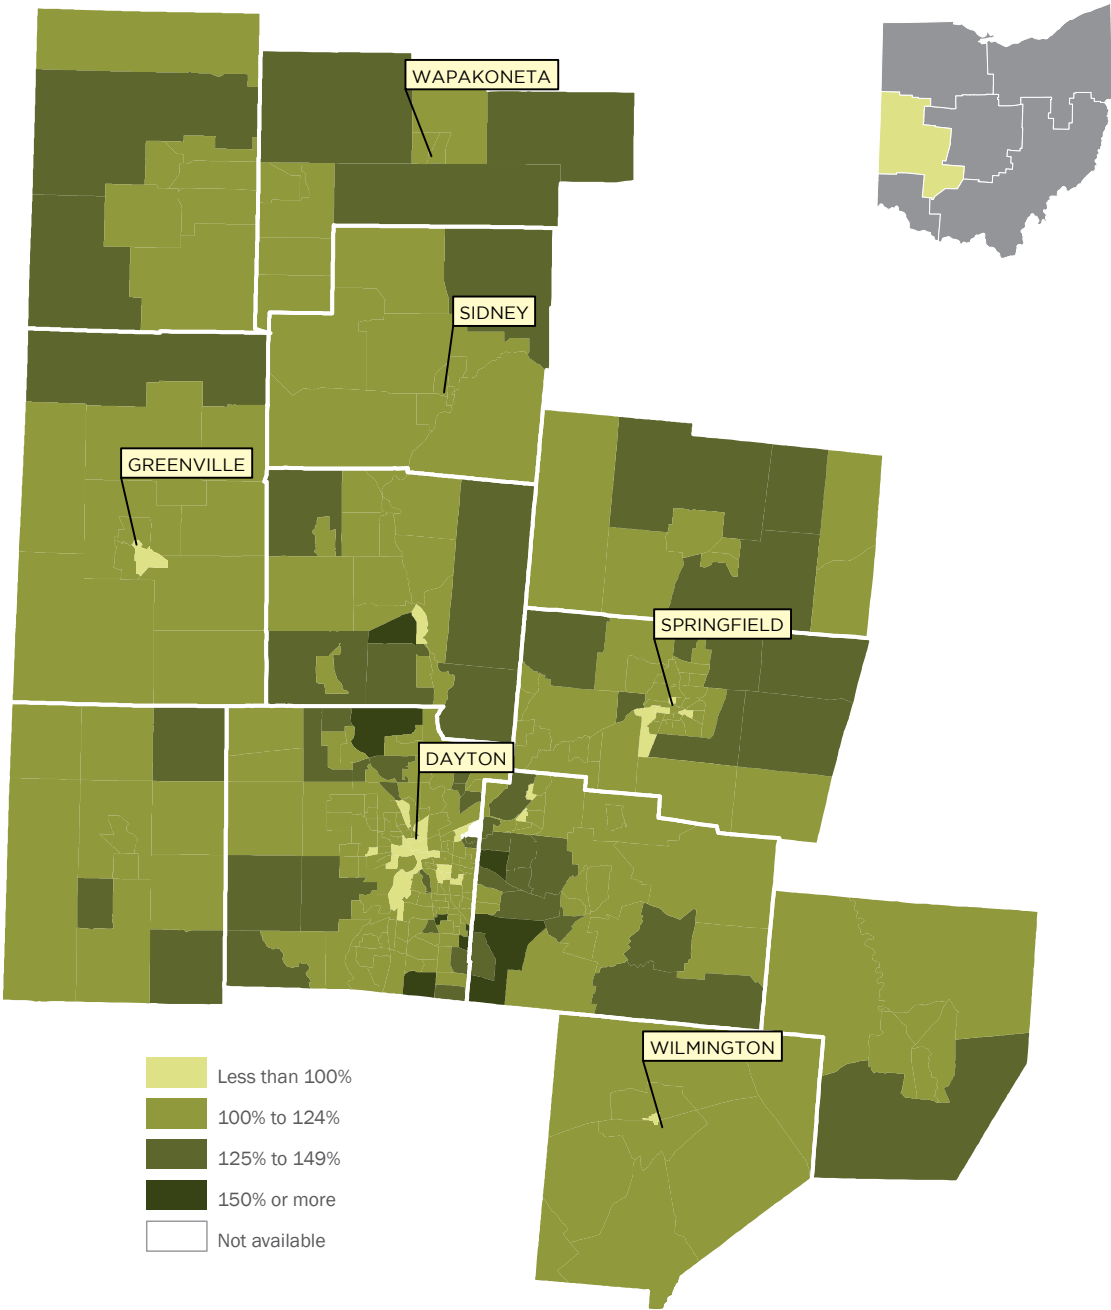 WAPAKONETA
SIDNEY
GREENVILLE
SPRINGFIELD
DAYTON
WILMINGTON
Less than 100%
100% to 124%
125% to 149%
150% or more
Not available